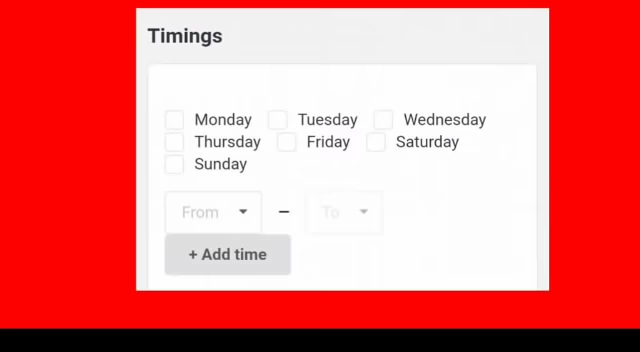 Timings
Monday Tuesday Wednesday
Thursday Friday Saturday
Sunday
From – To
+ Add time